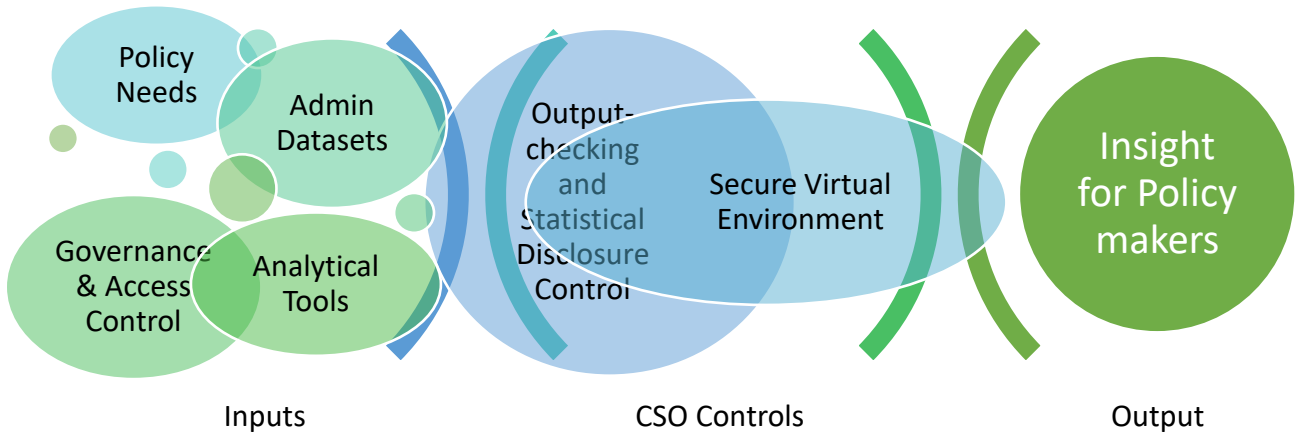 Policy
Needs
Admin
Datasets
Governance
& Access
Control
Analytical
Tools
Output-
checking
and
Statistical
Disclosure
Control
Secure Virtual
Environment
Insight
for Policy
makers
Inputs
CSO Controls
Output